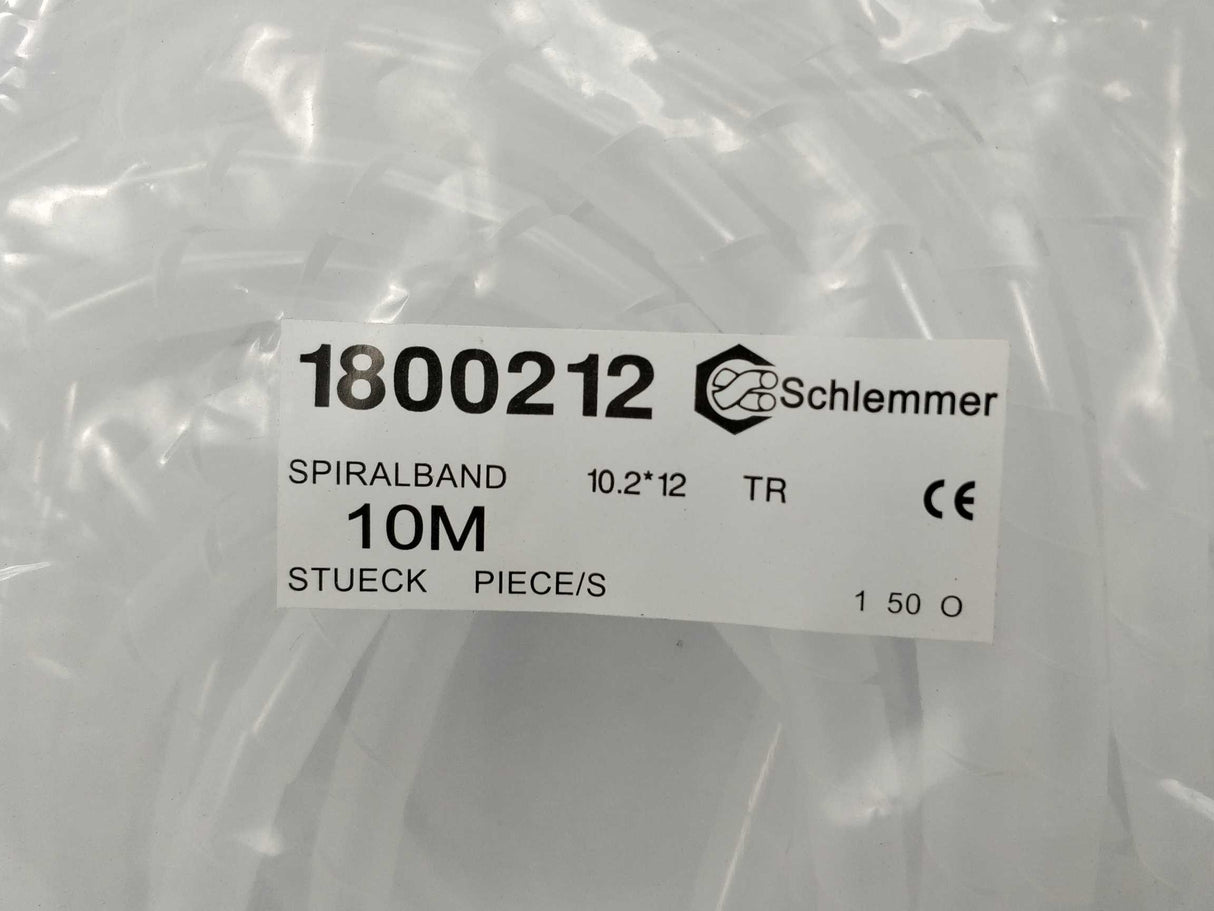 1800212 Schlemmer
SPIRALBAND 10.2*12 TR CE
10M
STUECK PIECE/S
1 50 O